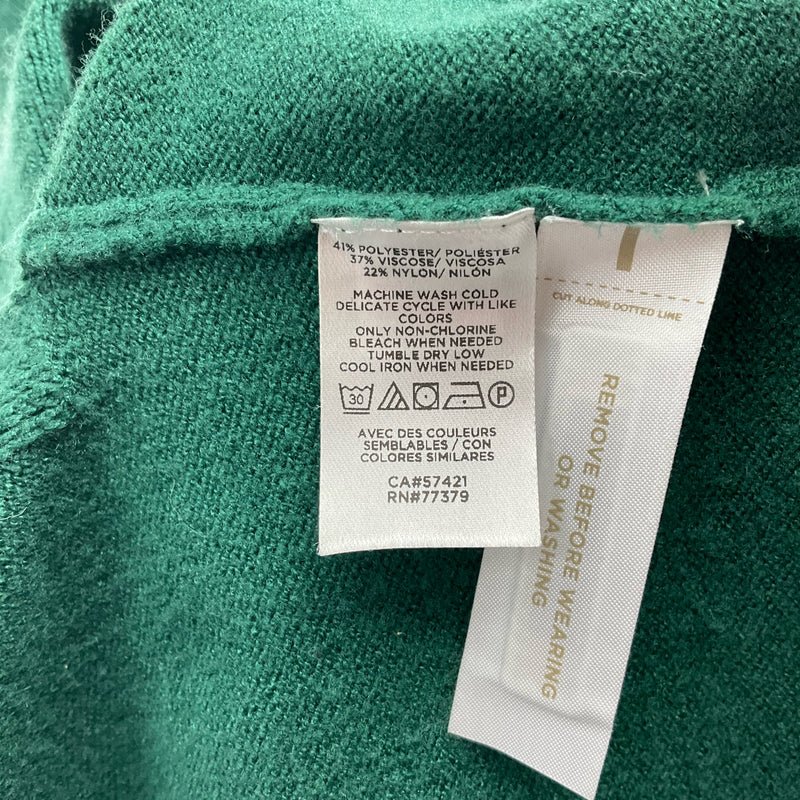 41% POLYESTER/ POLIÉSTER
37% VISCOSE/ VISCOSA
22% NYLON/ NILÓN
MACHINE WASH COLD
DELICATE CYCLE WITH LIKE
COLORS
ONLY NON-CHLORINE
BLEACH WHEN NEEDED
TUMBLE DRY LOW
COOL IRON WHEN NEEDED
30 P
AVEC DES COULEURS
SEMBLABLES / CON
COLORES SIMILARES
CA#57421
RN#77379
CUT ALONG DOTTED LINE
REMOVE BEFORE WEARING
OR WASHING